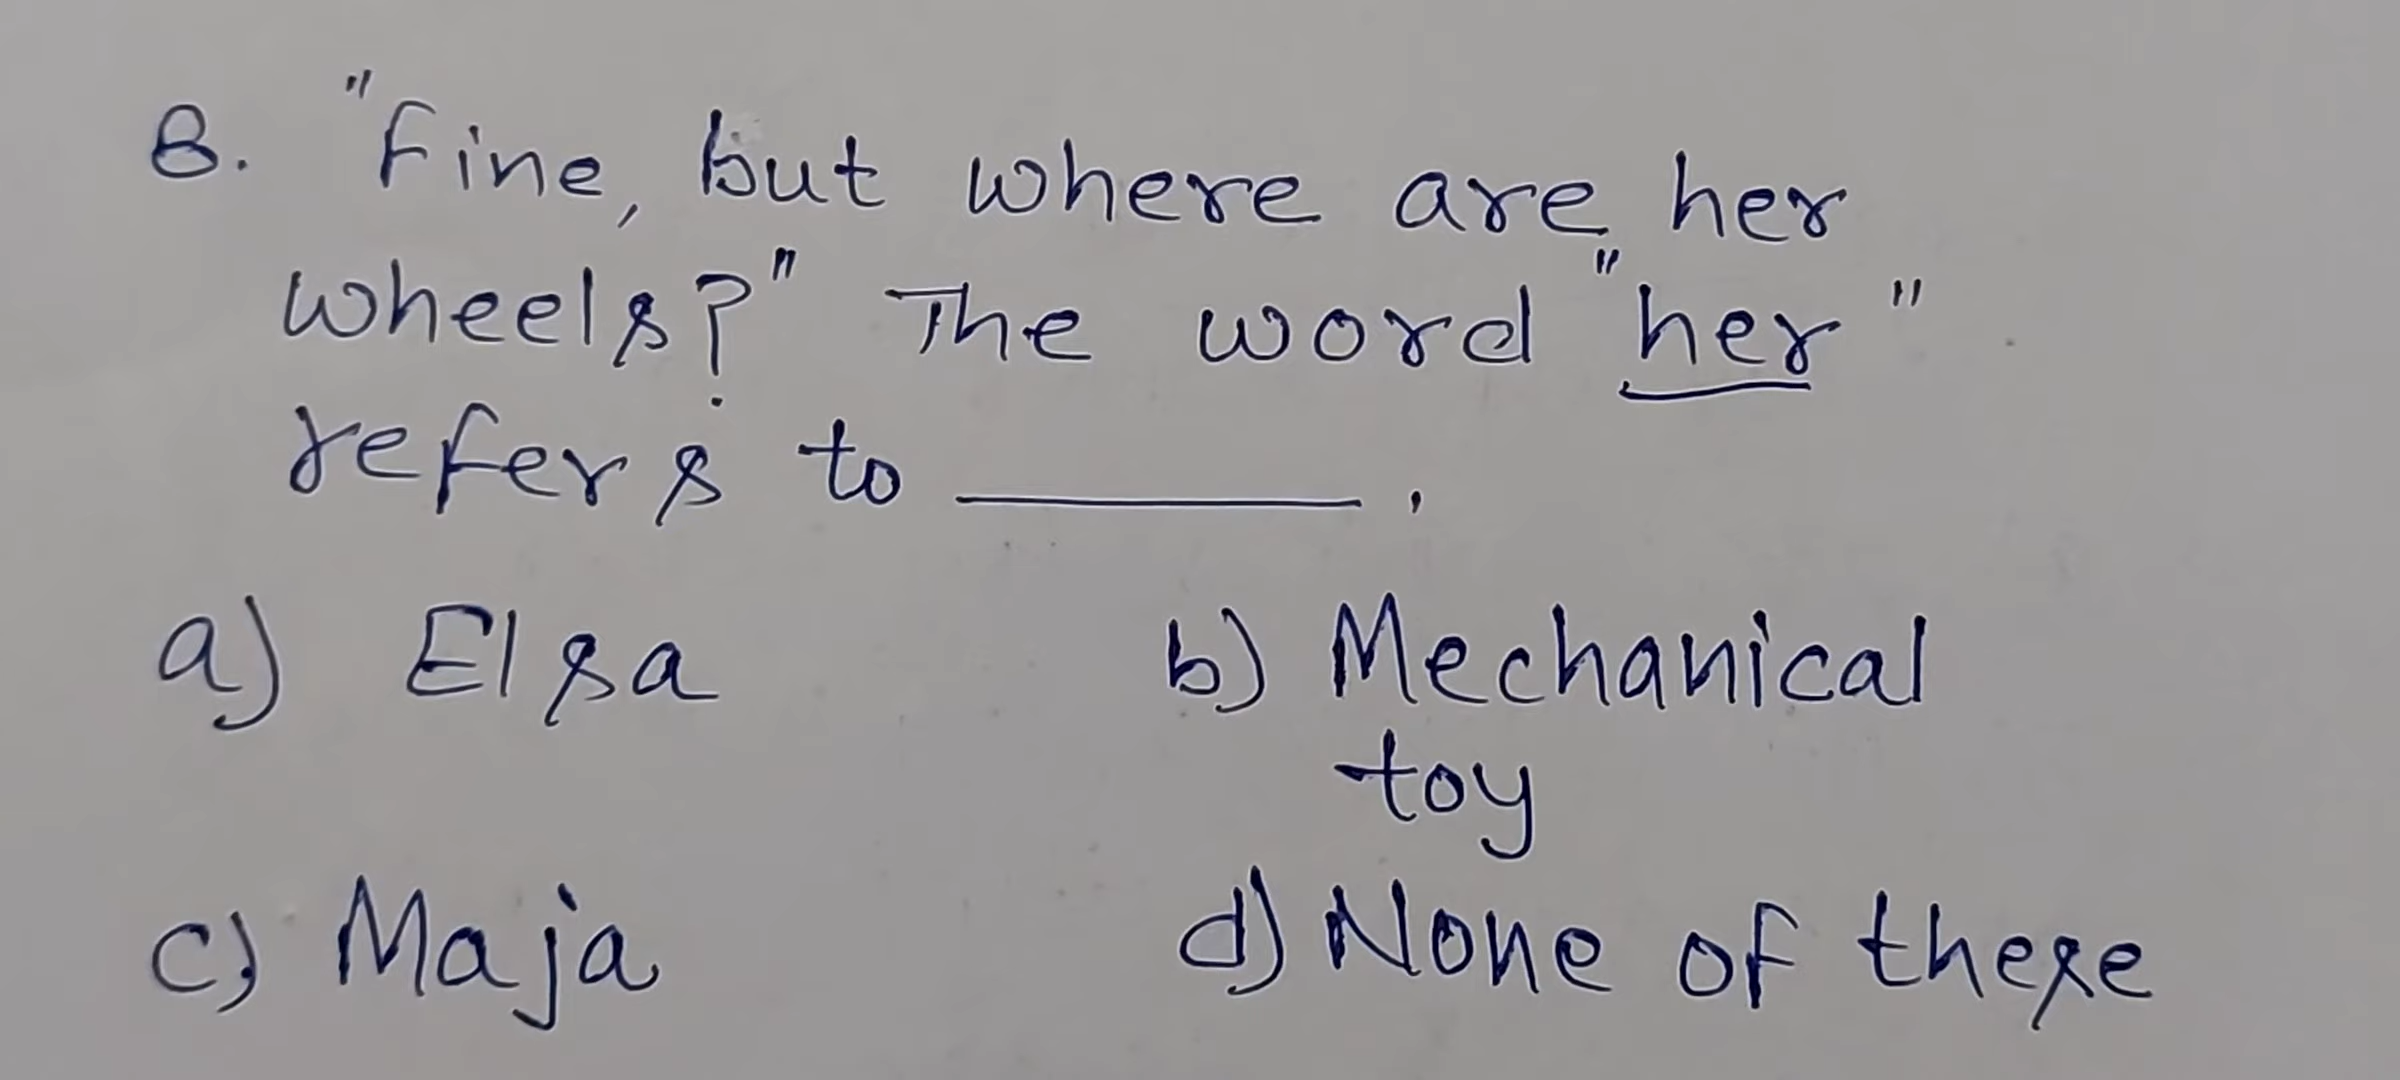 8. "Fine, but where are her
wheels?" The word "her"
refers to ________.
a) Elsa
b) Mechanical
toy
c) Maja
d) None of these